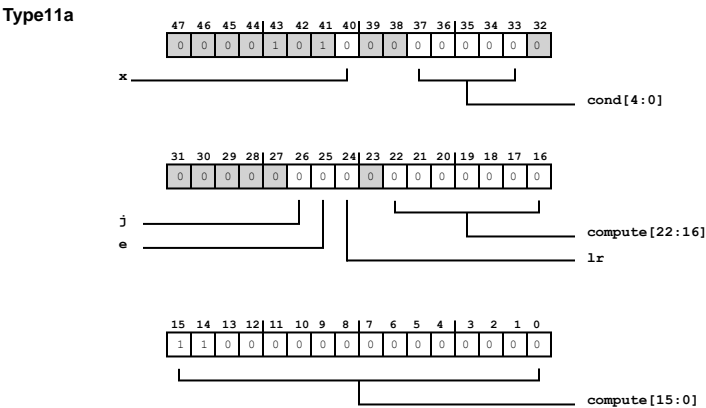 Type11a
47 46 45 44 43 42 41 40 39 38 37 36 35 34 33 32
0 0 0 0 1 0 1 0 0 0 0 0 0 0 0 0
x
cond[4:0]
31 30 29 28 27 26 25 24 23 22 21 20 19 18 17 16
0 0 0 0 0 0 0 0 0 0 0 0 0 0 0 0
j
e
compute[22:16]
lr
15 14 13 12 11 10 9 8 7 6 5 4 3 2 1 0
1 1 0 0 0 0 0 0 0 0 0 0 0 0 0 0
compute[15:0]